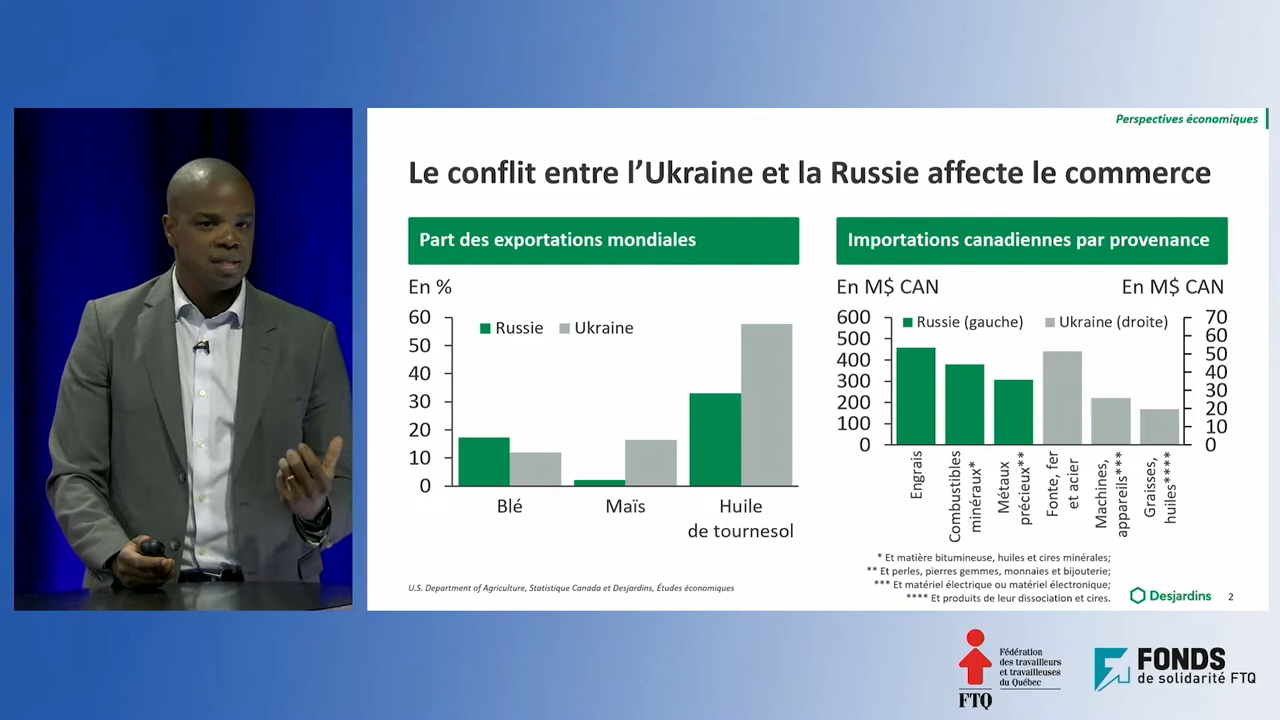 Perspectives économiques
Le conflit entre l’Ukraine et la Russie affecte le commerce
Part des exportations mondiales
En %
60
50
40
30
20
10
0
Russie
Ukraine
Blé
Maïs
Huile
de tournesol
Importations canadiennes par provenance
En M$ CAN
En M$ CAN
600
500
400
300
200
100
0
Russie (gauche)
Ukraine (droite)
70
60
50
40
30
20
10
0
Engrais
Combustibles
minéraux*
Métaux
précieux**
Fonte, fer
et acier
Machines,
appareils***
Graisses,
huiles****
* Et matière bitumineuse, huiles et cires minérales;
** Et perles, pierres gemmes, monnaies et bijouterie;
*** Et matériel électrique ou matériel électronique;
**** Et produits de leur dissociation et cires.
U.S. Department of Agriculture, Statistique Canada et Desjardins, Études économiques
Desjardins
2
Fédération
des travailleurs
et travailleuses
du Québec
FTQ
FONDS
de solidarité FTQ